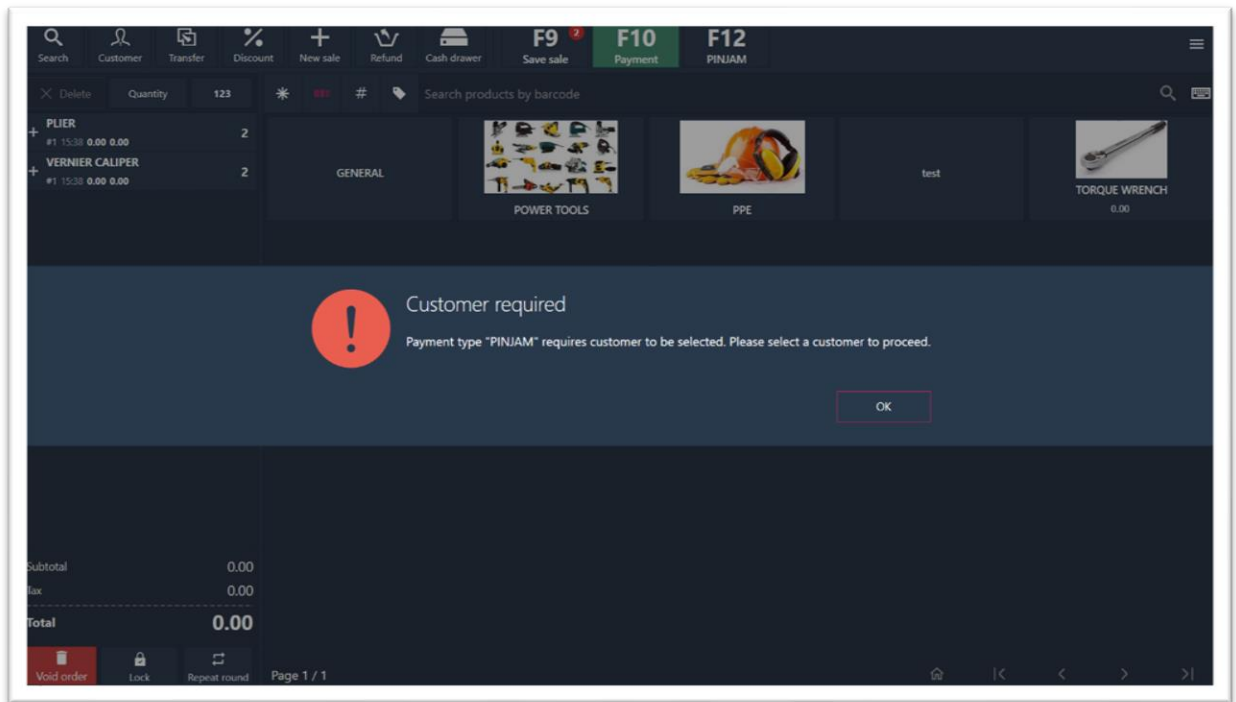 F9 2
F10
F12
Search
Customer
Transfer
Discount
New sale
Refund
Cash drawer
Save sale
Payment
PINJAM
Delete
Quantity
123
#
Search products by barcode
PLIER
#1 15:38 0.00 0.00
2
VERNIER CALIPER
#1 15:38 0.00 0.00
2
GENERAL
POWER TOOLS
PPE
test
TORQUE WRENCH
0.00
Customer required
Payment type "PINJAM" requires customer to be selected. Please select a customer to proceed.
OK
Subtotal 0.00
Tax 0.00
Total 0.00
Void order
Lock
Repeat round
Page 1 / 1